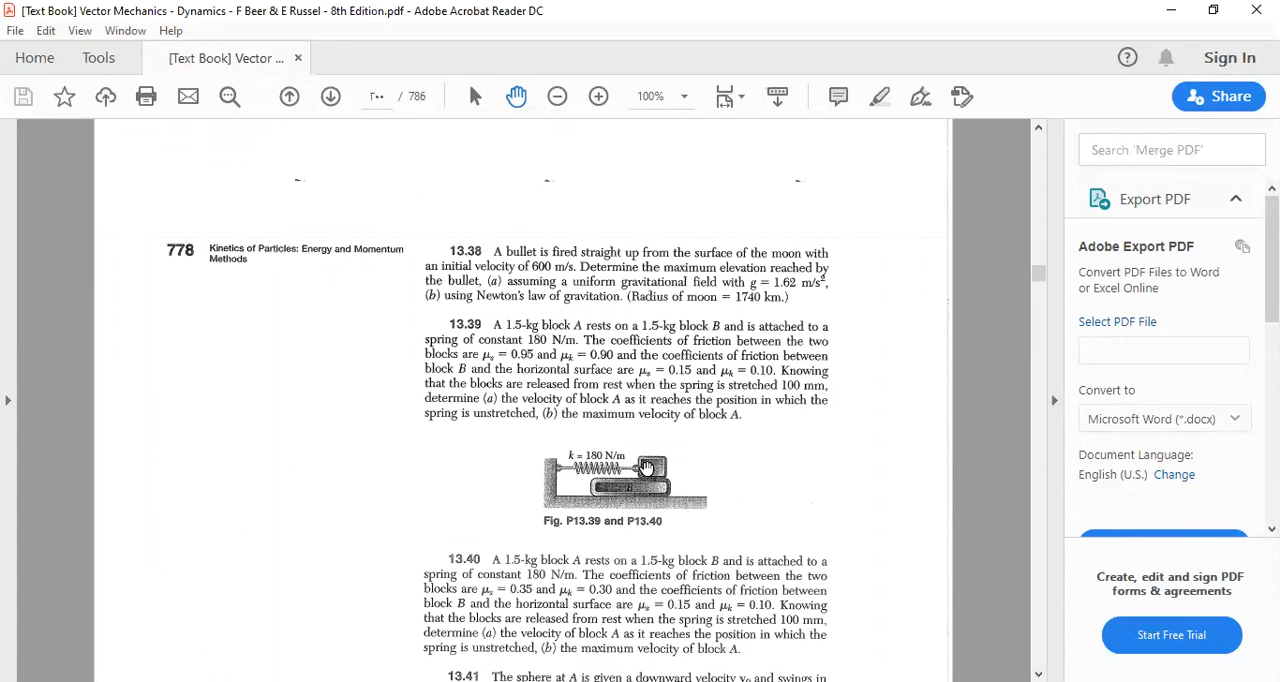 [Text Book] Vector Mechanics - Dynamics - F Beer & E Russel - 8th Edition.pdf - Adobe Acrobat Reader DC
File Edit View Window Help
Home Tools [Text Book] Vector ... × Sign In
٢٠٠ / 786 100% Share
Search 'Merge PDF'
Export PDF
Adobe Export PDF
Convert PDF Files to Word
or Excel Online
Select PDF File
Convert to
Microsoft Word (*.docx)
Document Language:
English (U.S.) Change
Create, edit and sign PDF
forms & agreements
Start Free Trial
778 Kinetics of Particles: Energy and Momentum
Methods
13.38 A bullet is fired straight up from the surface of the moon with
an initial velocity of 600 m/s. Determine the maximum elevation reached by
the bullet, (a) assuming a uniform gravitational field with g = 1.62 m/s²,
(b) using Newton's law of gravitation. (Radius of moon = 1740 km.)
13.39 A 1.5-kg block A rests on a 1.5-kg block B and is attached to a
spring of constant 180 N/m. The coefficients of friction between the two
blocks are μs = 0.95 and μk = 0.90 and the coefficients of friction between
block B and the horizontal surface are μs = 0.15 and μk = 0.10. Knowing
that the blocks are released from rest when the spring is stretched 100 mm,
determine (a) the velocity of block A as it reaches the position in which the
spring is unstretched, (b) the maximum velocity of block A.
k = 180 N/m
B
Fig. P13.39 and P13.40
13.40 A 1.5-kg block A rests on a 1.5-kg block B and is attached to a
spring of constant 180 N/m. The coefficients of friction between the two
blocks are μs = 0.35 and μk = 0.30 and the coefficients of friction between
block B and the horizontal surface are μs = 0.15 and μk = 0.10. Knowing
that the blocks are released from rest when the spring is stretched 100 mm,
determine (a) the velocity of block A as it reaches the position in which the
spring is unstretched, (b) the maximum velocity of block A.
13.41 The sphere at A is given a downward velocity v0 and swings in